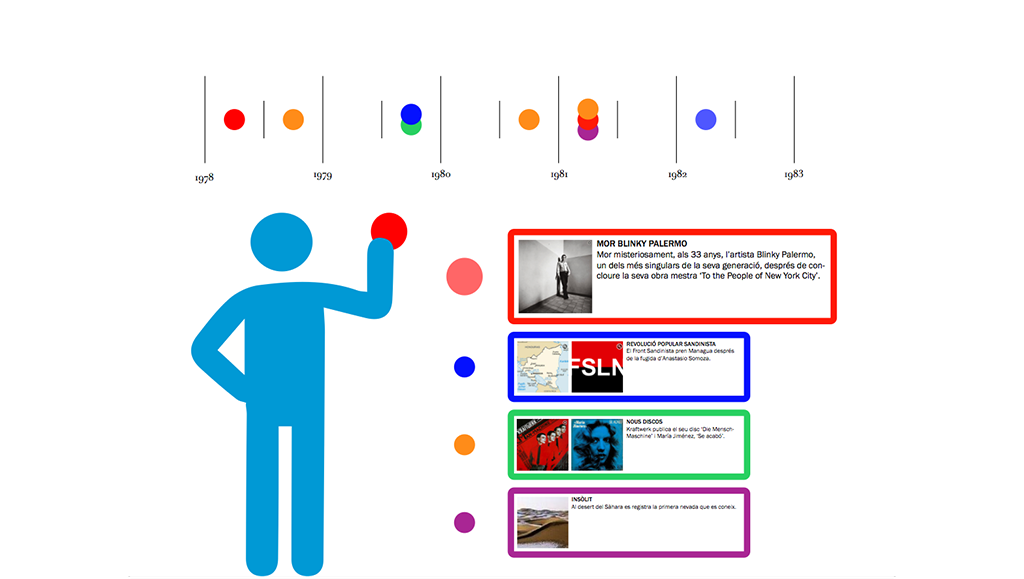 1978
1979
1980
1981
1982
1983
MOR BLINKY PALERMO
Mor misteriosament, als 33 anys, l'artista Blinky Palermo,
un dels més singulars de la seva generació, després de con-
cloure la seva obra mestra 'To the People of New York City'.
REVOLUCIÓ POPULAR SANDINISTA
El Front Sandinista pren Managua després
de la fugida d'Anastasio Somoza.
FSLN
NOUS DISCOS
Kraftwerk publica el seu disc 'Die Mensch-
Maschine' i María Jiménez, 'Se acabó'.
KRAFTWERK
INSÒLIT
Al desert del Sàhara es registra la primera nevada que es coneix.